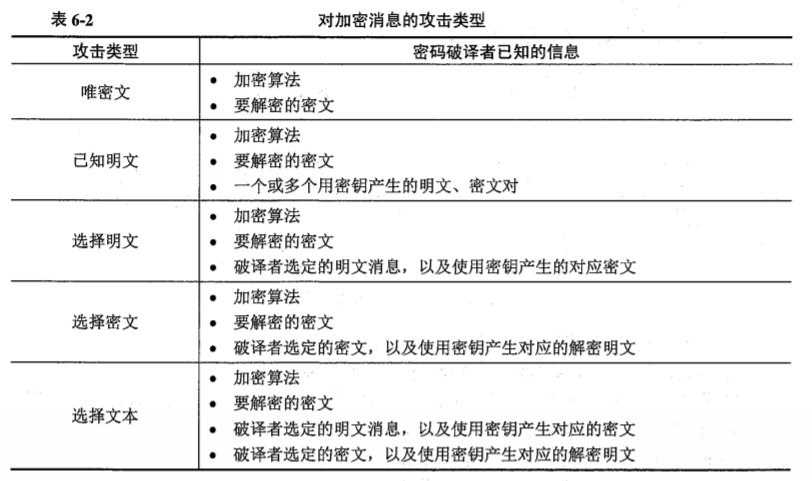 表 6-2 对加密消息的攻击类型
攻击类型 密码破译者已知的信息
唯密文
• 加密算法
• 要解密的密文
已知明文
• 加密算法
• 要解密的密文
• 一个或多个用密钥产生的明文、密文对
选择明文
• 加密算法
• 要解密的密文
• 破译者选定的明文消息，以及使用密钥产生的对应密文
选择密文
• 加密算法
• 要解密的密文
• 破译者选定的密文，以及使用密钥产生对应的解密明文
选择文本
• 加密算法
• 要解密的密文
• 破译者选定的明文消息，以及使用密钥产生对应的密文
• 破译者选定的密文，以及使用密钥产生对应的解密明文